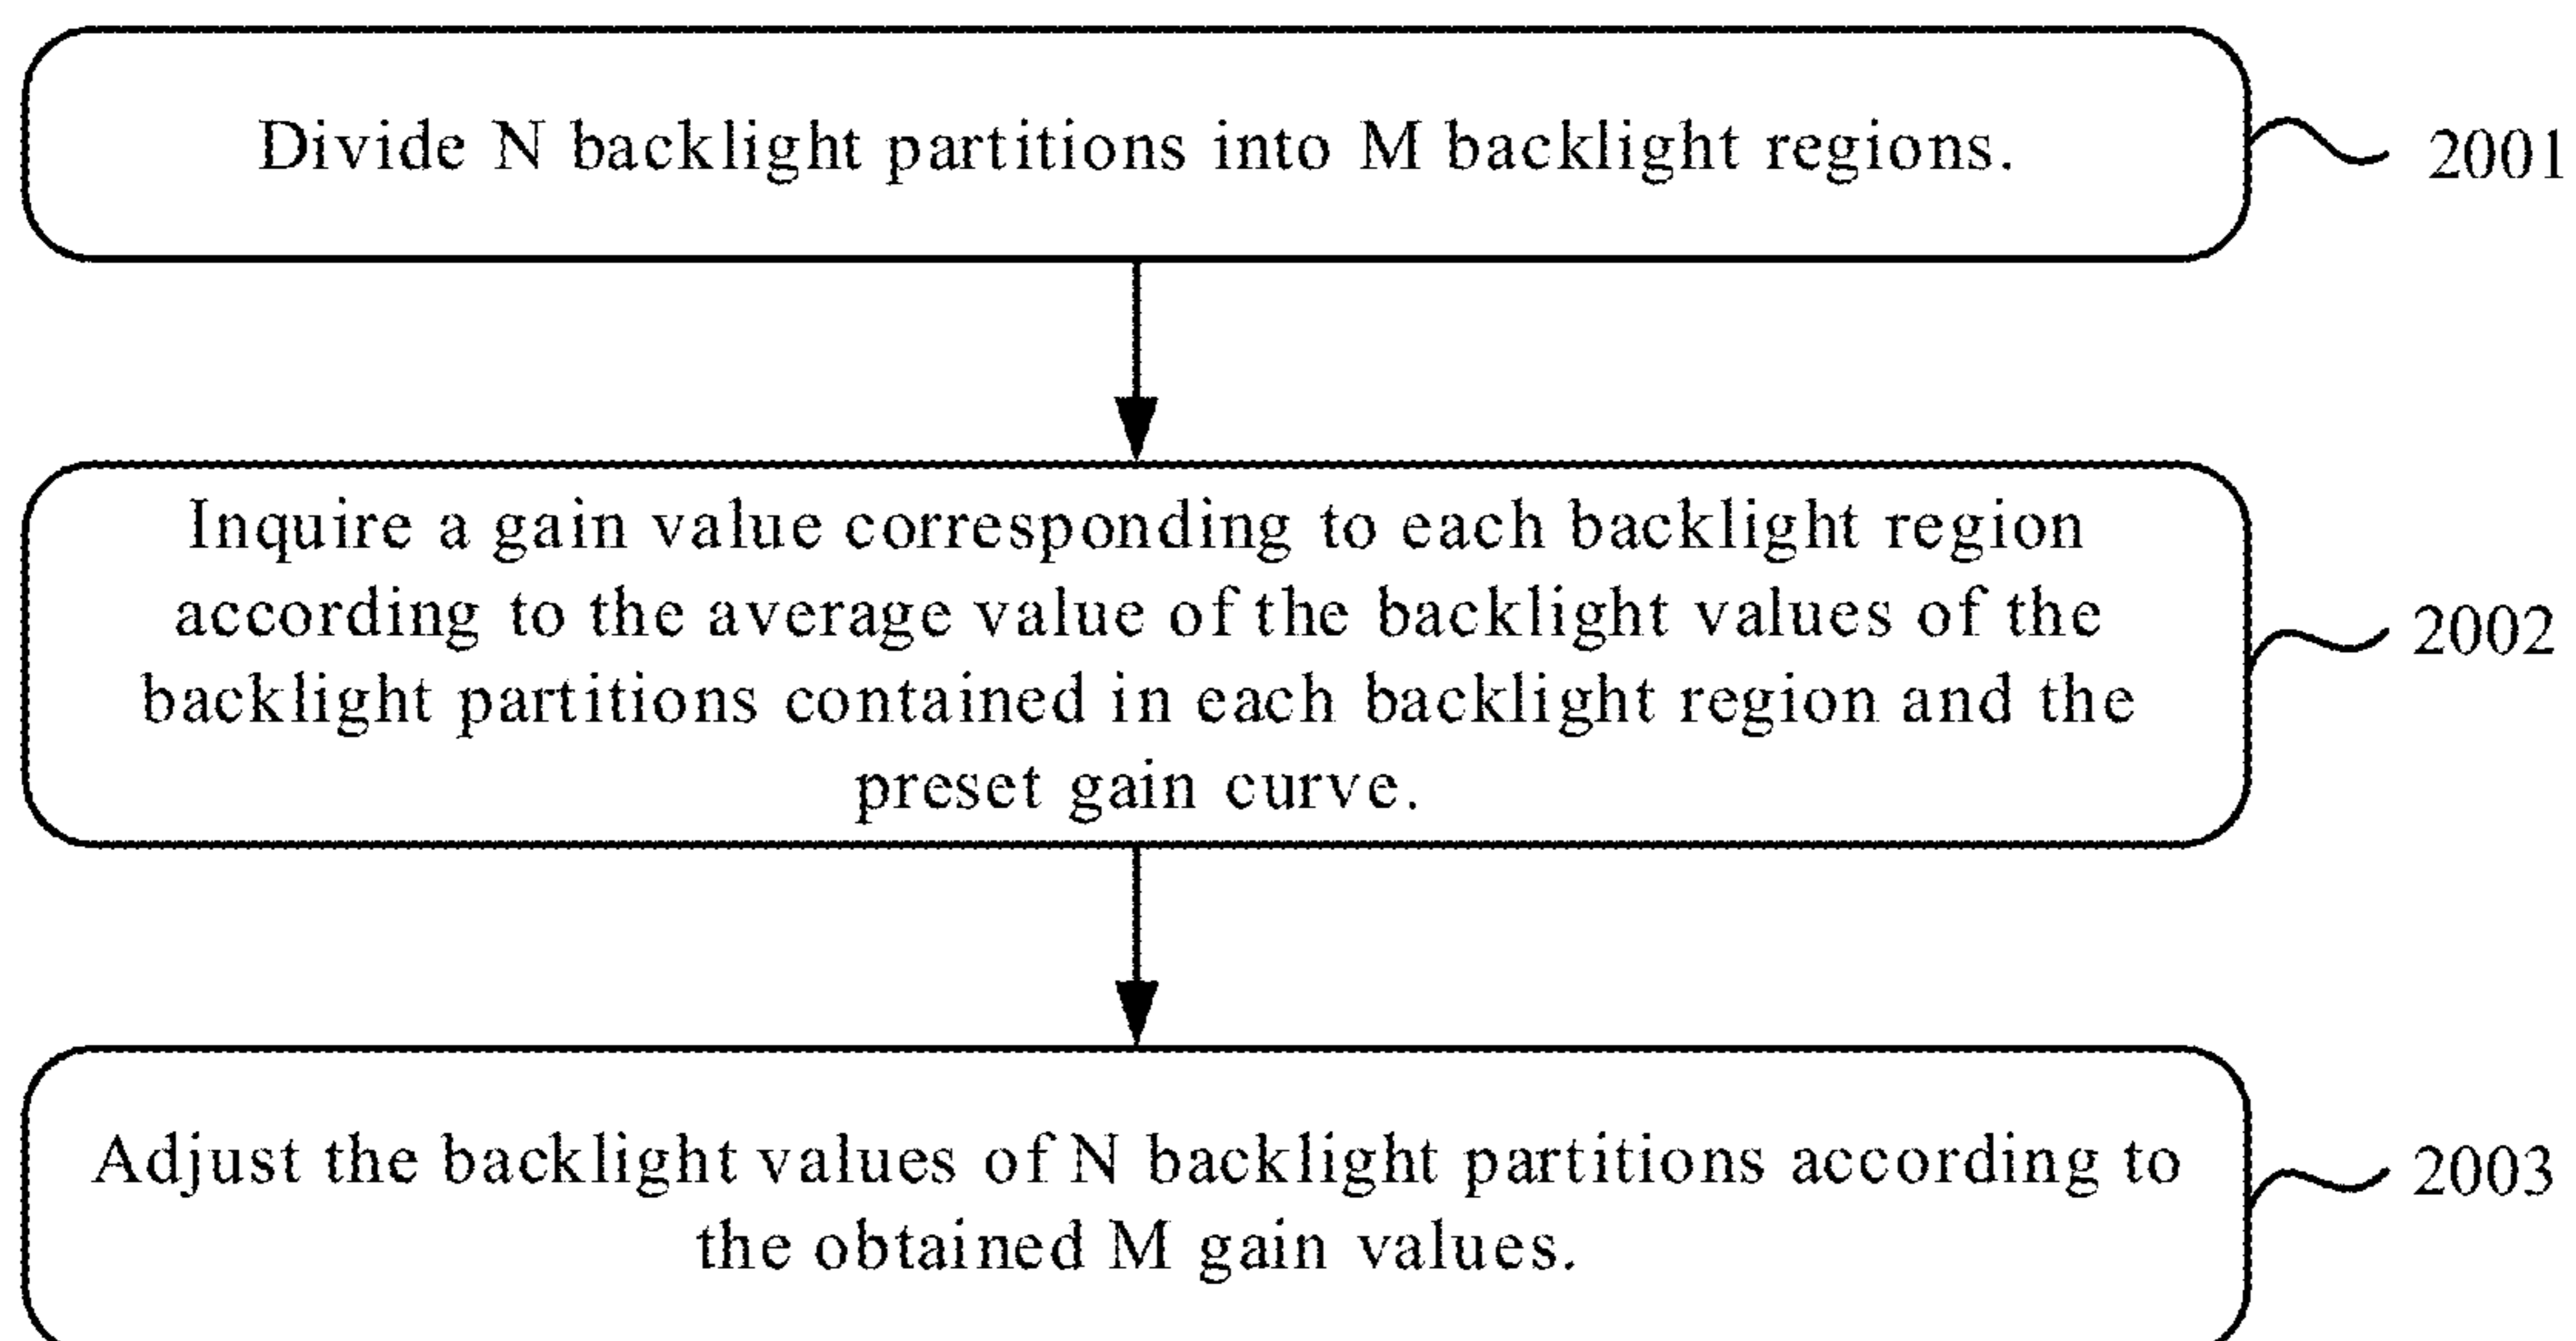 Divide N backlight partitions into M backlight regions.
2001
Inquire a gain value corresponding to each backlight region
according to the average value of the backlight values of the
backlight partitions contained in each backlight region and the
preset gain curve.
2002
Adjust the backlight values of N backlight partitions according to
the obtained M gain values.
2003